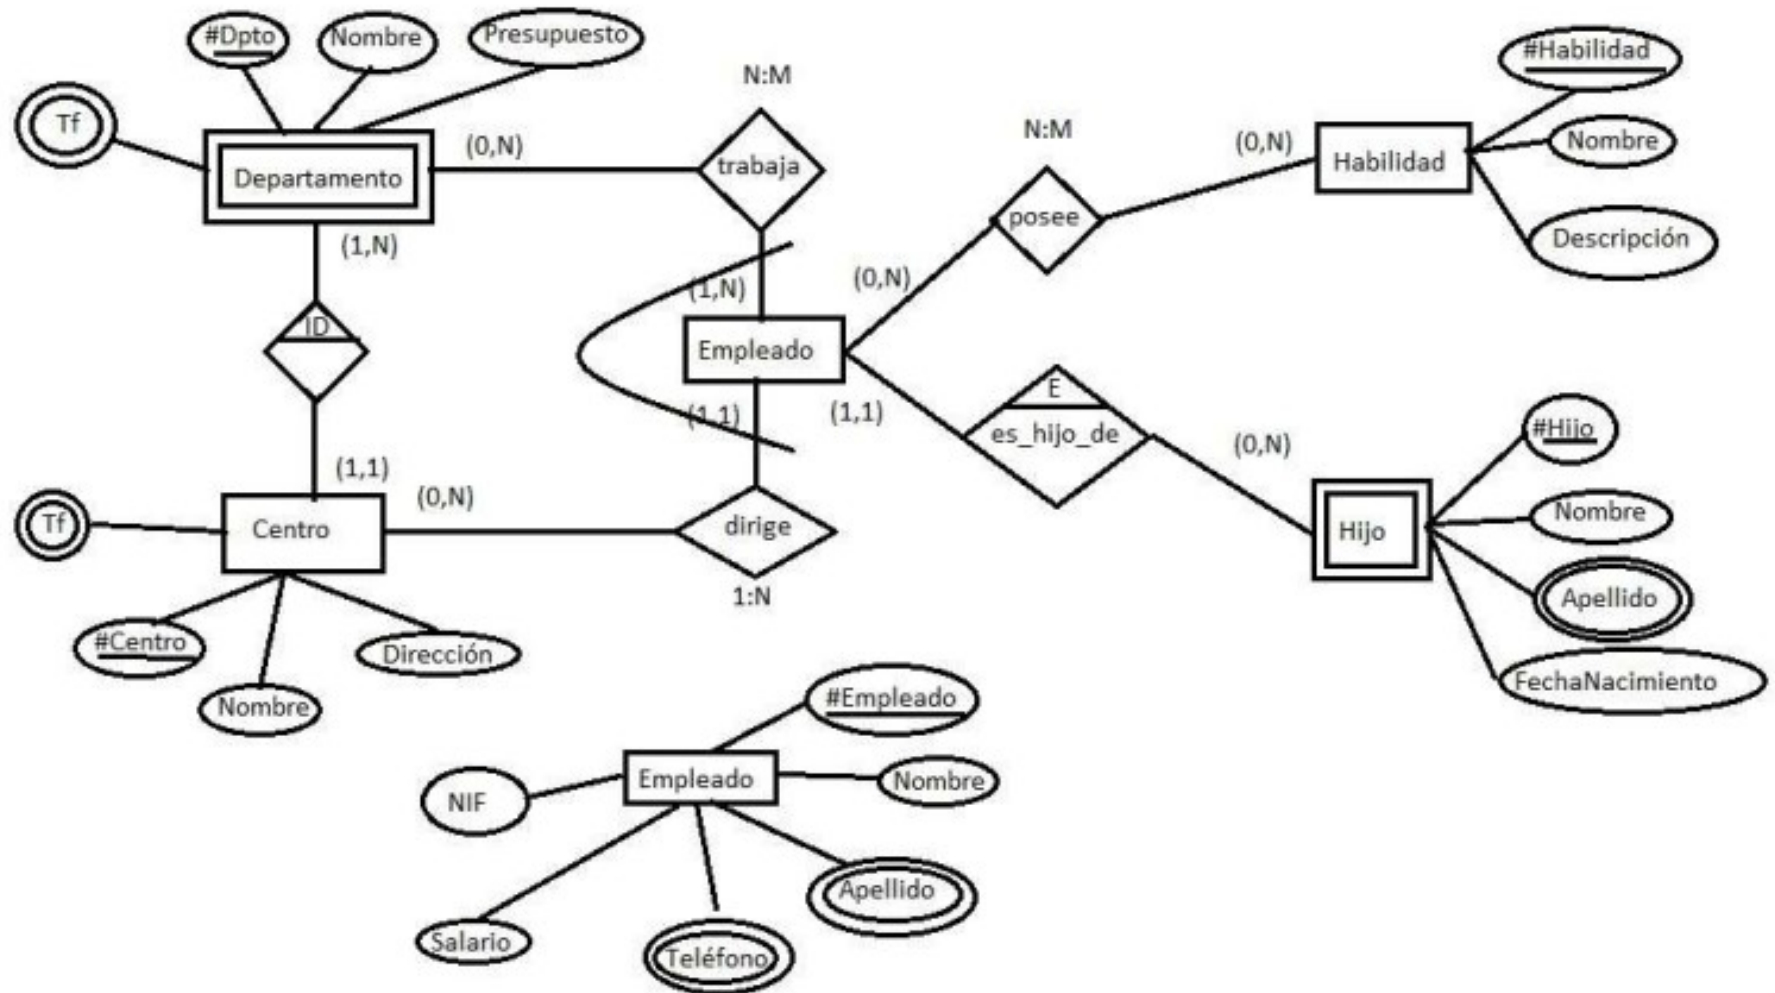 #Dpto
Nombre
Presupuesto
Tf
Departamento
(0,N)
N:M
trabaja
N:M
(0,N)
#Habilidad
Nombre
Habilidad
Descripción
posee
(1,N)
(1,N)
(0,N)
ID
Empleado
(1,1)
(1,1)
E
es_hijo_de
(0,N)
#Hijo
Nombre
Hijo
Apellido
FechaNacimiento
(1,1)
(0,N)
Tf
Centro
dirige
1:N
#Centro
Dirección
Nombre
#Empleado
Empleado
Nombre
NIF
Apellido
Salario
Teléfono